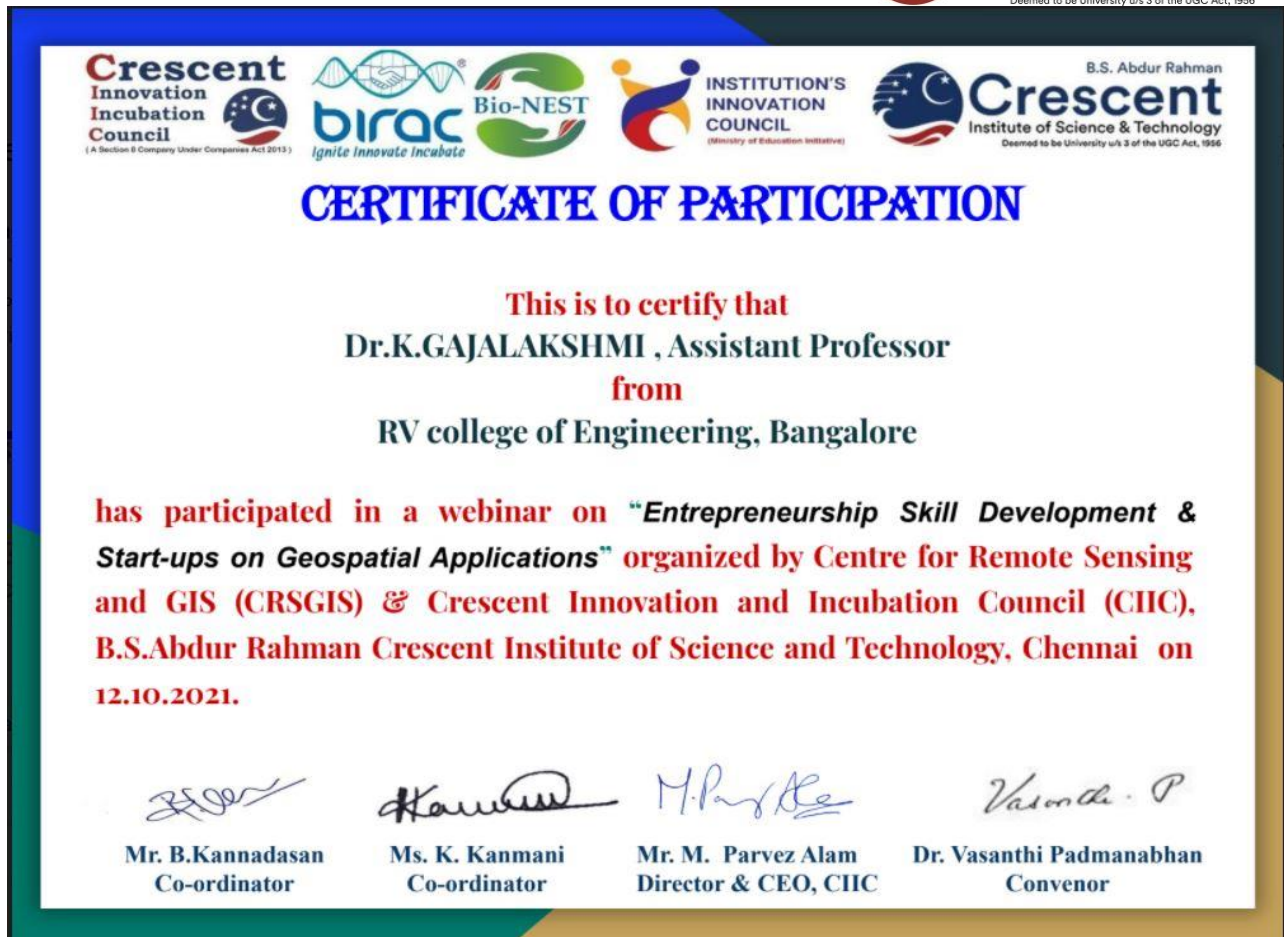 Deemed to be University u/s 3 of the UGC Act, 1956
Crescent
Innovation
Incubation
Council
( A Section 8 Company Under Companies Act 2013 )
birac
Ignite Innovate Incubate
Bio-NEST
INSTITUTION'S
INNOVATION
COUNCIL
(Ministry of Education Initiative)
B.S. Abdur Rahman
Crescent
Institute of Science & Technology
Deemed to be University u/s 3 of the UGC Act, 1956
CERTIFICATE OF PARTICIPATION
This is to certify that
Dr.K.GAJALAKSHMI , Assistant Professor
from
RV college of Engineering, Bangalore
has participated in a webinar on “Entrepreneurship Skill Development &
Start-ups on Geospatial Applications” organized by Centre for Remote Sensing
and GIS (CRSGIS) & Crescent Innovation and Incubation Council (CIIC),
B.S.Abdur Rahman Crescent Institute of Science and Technology, Chennai on
12.10.2021.
Vasanthi. P
Mr. B.Kannadasan
Co-ordinator
Ms. K. Kanmani
Co-ordinator
Mr. M. Parvez Alam
Director & CEO, CIIC
Dr. Vasanthi Padmanabhan
Convenor